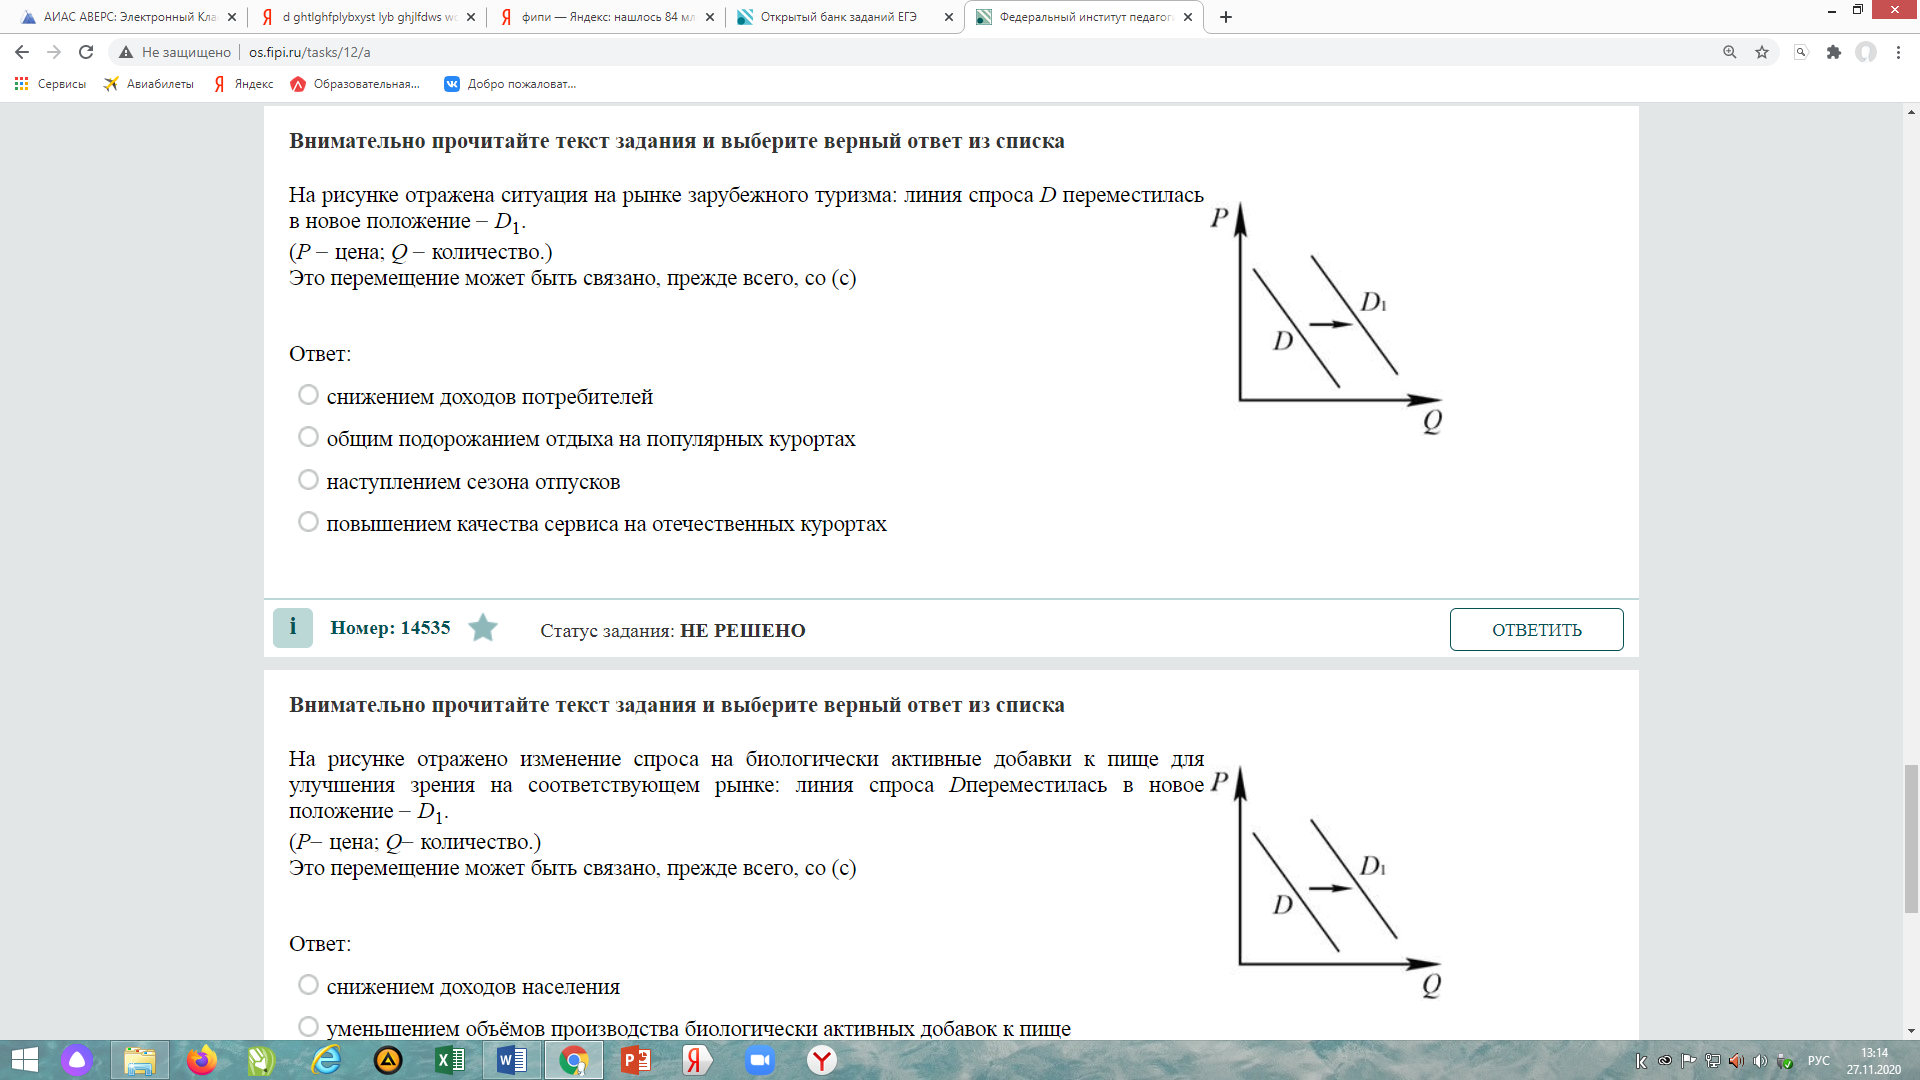 АИАС АВЕРС: Электронный Кла
d ghtlghfplybxyst lyb ghjlfdws wc
фипи — Яндекс: нашлось 84 мл
Открытый банк заданий ЕГЭ
Федеральный институт педагог
Не защищено
os.fipi.ru/tasks/12/a
Сервисы
Авиабилеты
Яндекс
Образовательная...
Добро пожаловат...
Внимательно прочитайте текст задания и выберите верный ответ из списка
На рисунке отражена ситуация на рынке зарубежного туризма: линия спроса D переместилась
в новое положение – D1.
(P – цена; Q – количество.)
Это перемещение может быть связано, прежде всего, со (с)
P
D1
D
Q
Ответ:
снижением доходов потребителей
общим подорожанием отдыха на популярных курортах
наступлением сезона отпусков
повышением качества сервиса на отечественных курортах
i
Номер: 14535
Статус задания: НЕ РЕШЕНО
ОТВЕТИТЬ
Внимательно прочитайте текст задания и выберите верный ответ из списка
На рисунке отражено изменение спроса на биологически активные добавки к пище для
улучшения зрения на соответствующем рынке: линия спроса Dпереместилась в новое
положение – D1.
(P– цена; Q– количество.)
Это перемещение может быть связано, прежде всего, со (с)
P
D1
D
Q
Ответ:
снижением доходов населения
уменьшением объёмов производства биологически активных добавок к пище
РУС
13:14
27.11.2020